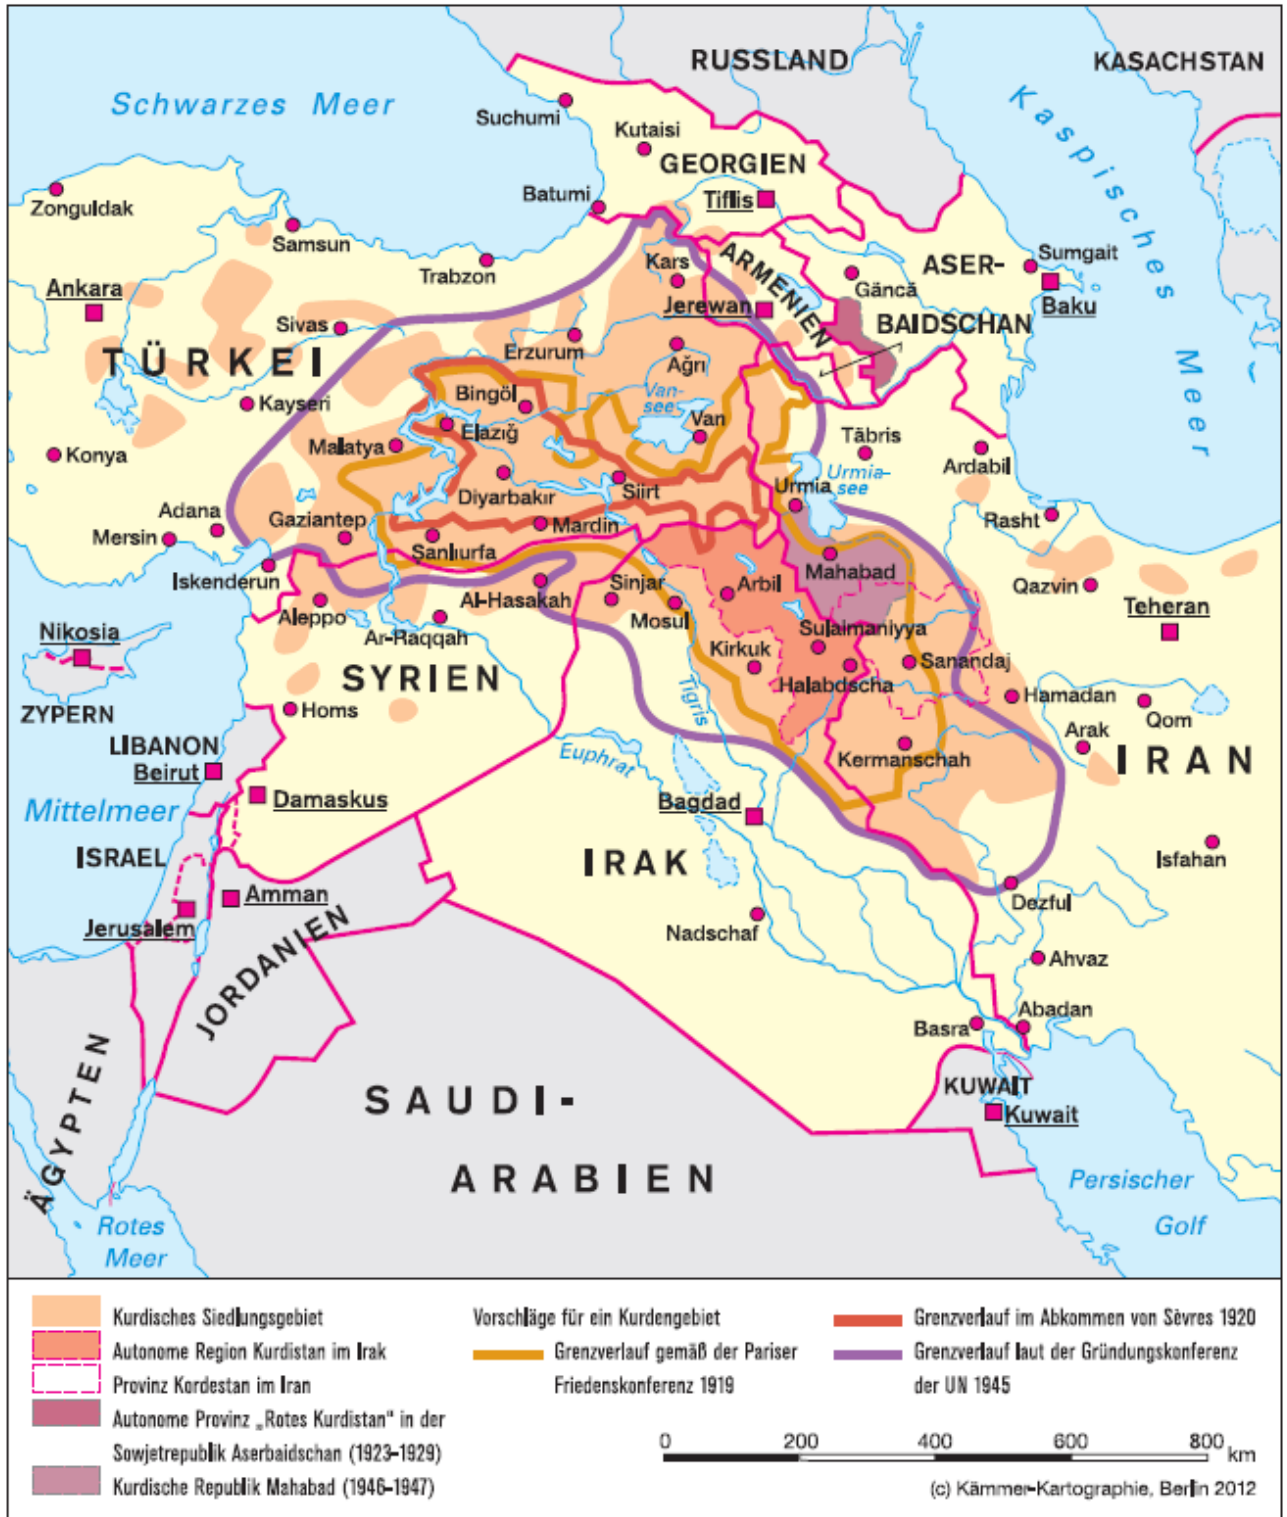 RUSSLAND
KASACHSTAN
Schwarzes Meer
Suchumi
Kutaisi
Kaspisches Meer
GEORGIEN
Tiflis
Batumi
Zonguldak
Samsun
Trabzon
Kars
ARMENIEN
ASER-
BAIDSCHAN
Sumgait
Baku
Gäncä
Jerewan
Ankara
TÜRKEI
Sivas
Erzurum
Ağrı
Kayseri
Bingöl
Van-
see
Van
Elazığ
Malatya
Konya
Täbris
Ardabil
Urmia-
see
Urmia
Diyarbakır
Siirt
Rasht
Adana
Mersin
Gaziantep
Mardin
Sanlıurfa
Iskenderun
Mahabad
Qazvin
Aleppo
Al-Hasakah
Sinjar
Arbil
Mosul
Teheran
Nikosia
Ar-Raqqah
Sulaimaniyya
Kirkuk
Sanandaj
SYRIEN
Halabdscha
Tigris
Hamadan
Qom
ZYPERN
Homs
Arak
LIBANON
Beirut
Euphrat
Kermanschah
IRAN
Mittelmeer
Damaskus
Bagdad
ISRAEL
IRAK
Isfahan
Amman
Dezful
Jerusalem
Nadschaf
JORDANIEN
Ahvaz
Basra
Abadan
ÄGYPTEN
SAUDI-
ARABIEN
KUWAIT
Kuwait
Persischer
Golf
Rotes
Meer
Kurdisches Siedlungsgebiet
Autonome Region Kurdistan im Irak
Provinz Kordestan im Iran
Autonome Provinz „Rotes Kurdistan" in der
Sowjetrepublik Aserbaidschan (1923–1929)
Kurdische Republik Mahabad (1946–1947)
Vorschläge für ein Kurdengebiet
Grenzverlauf gemäß der Pariser
Friedenskonferenz 1919
Grenzverlauf im Abkommen von Sèvres 1920
Grenzverlauf laut der Gründungskonferenz
der UN 1945
0 200 400 600 800 km
(c) Kämmer-Kartographie, Berlin 2012